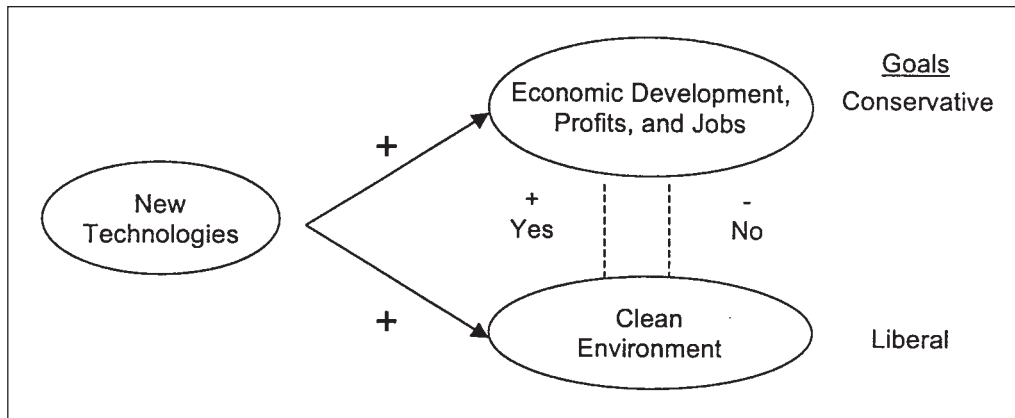 Goals
Economic Development,
Profits, and Jobs
Conservative
+
New
Technologies
+
Yes
-
No
+
Clean
Environment
Liberal